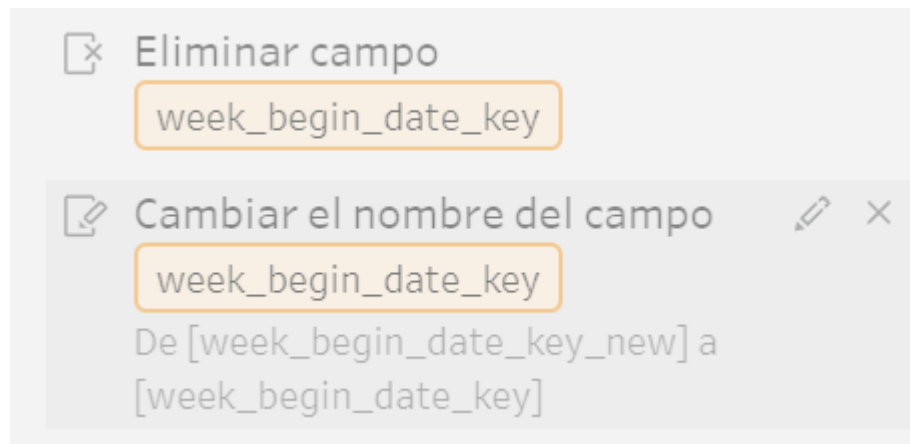 Eliminar campo
week_begin_date_key
Cambiar el nombre del campo
week_begin_date_key
De [week_begin_date_key_new] a
[week_begin_date_key]